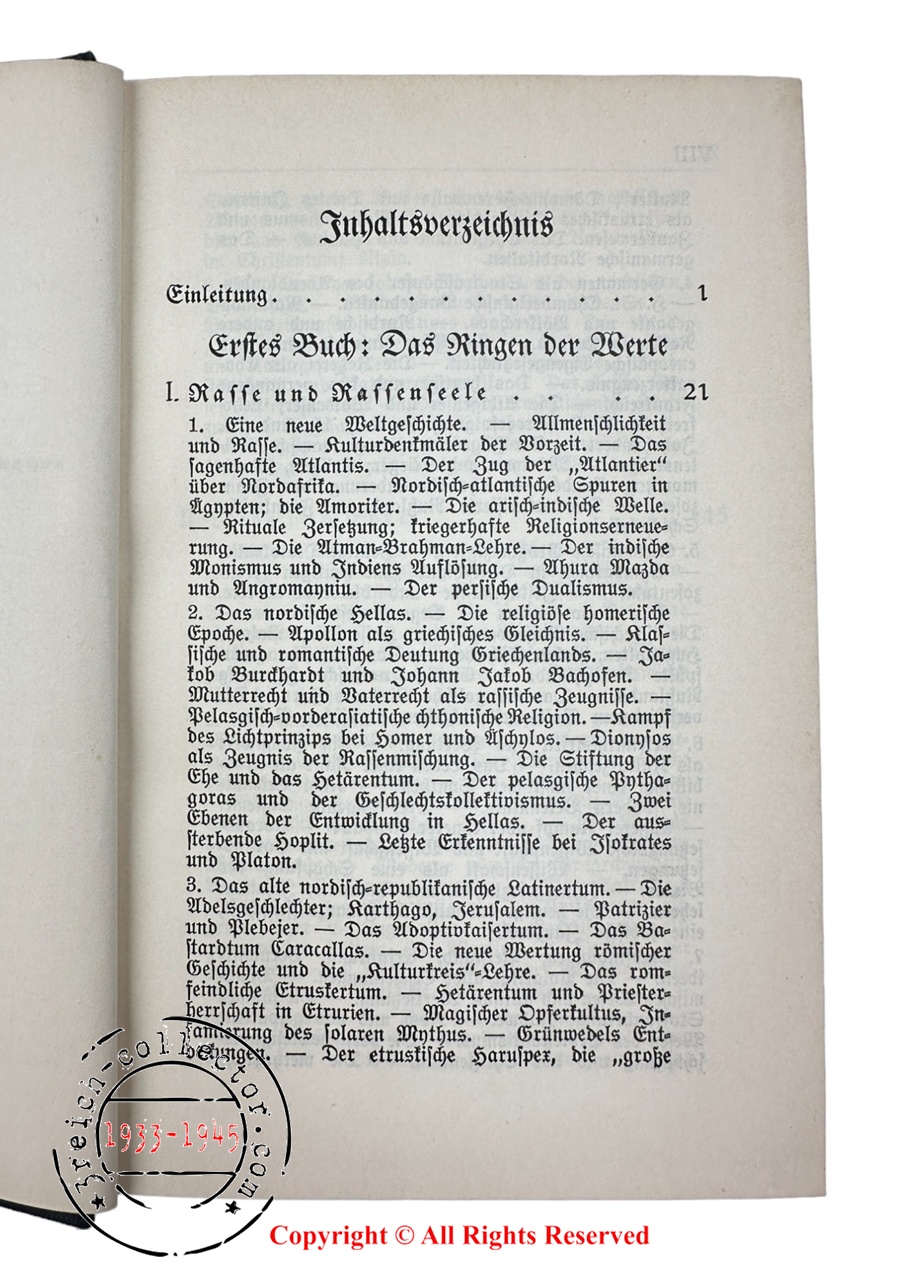 VIII
Inhaltsverzeichnis
Einleitung. . . . . . . . . . . . 1
Erstes Buch: Das Ringen der Werte
I. Rasse und Rassenseele . . . . 21
1. Eine neue Weltgeschichte. — Allmenschlichkeit
und Rasse. — Kulturdenkmäler der Vorzeit. — Das
sagenhafte Atlantis. — Der Zug der „Atlantier“
über Nordafrika. — Nordisch-atlantische Spuren in
Ägypten; die Amoriter. — Die arisch-indische Welle.
— Rituale Zersetzung; kriegerhafte Religionserneue-
rung. — Die Atman-Brahman-Lehre. — Der indische
Monismus und Indiens Auflösung. — Ahura Mazda
und Angromayniu. — Der persische Dualismus.
2. Das nordische Hellas. — Die religiöse homerische
Epoche. — Apollon als griechisches Gleichnis. — Klas-
sische und romantische Deutung Griechenlands. — Ja-
kob Burckhardt und Johann Jakob Bachofen. —
Mutterrecht und Vaterrecht als rassische Zeugnisse. —
Pelasgisch-vorderasiatische chthonische Religion. — Kampf
des Lichtprinzips bei Homer und Äschylos. — Dionysos
als Zeugnis der Rassenmischung. — Die Stiftung der
Ehe und das Hetärentum. — Der pelasgische Pytha-
goras und der Geschlechtskollektivismus. — Zwei
Ebenen der Entwicklung in Hellas. — Der aus-
sterbende Hoplit. — Letzte Erkenntnisse bei Isokrates
und Platon.
3. Das alte nordisch-republikanische Latinertum. — Die
Adelsgeschlechter; Karthago, Jerusalem. — Patrizier
und Plebejer. — Das Adoptivkaisertum. — Das Ba-
stardtum Caracallas. — Die neue Wertung römischer
Geschichte und die „Kulturkreis“-Lehre. — Das rom-
feindliche Etruskertum. — Hetärentum und Priester-
herrschaft in Etrurien. — Magischer Opferkultus, In-
famierung des solaren Mythus. — Grünwedels Ent-
deckungen. — Der etruskische Haruspex, die „große
3reich-collector.com
1933-1945
Copyright © All Rights Reserved